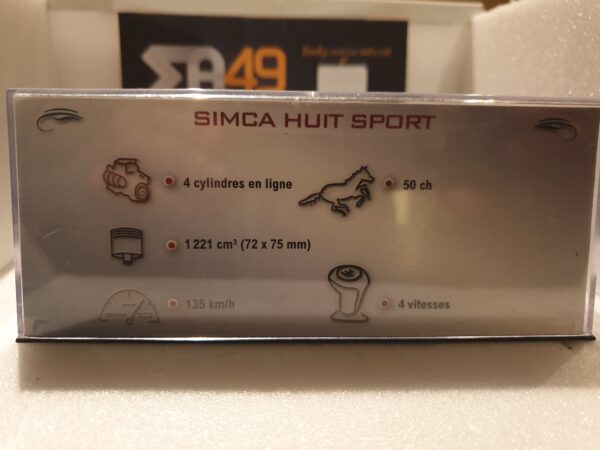 49
SIMCA HUIT SPORT
4 cylindres en ligne
50 ch
1 221 cm³ (72 x 75 mm)
135 km/h
4 vitesses